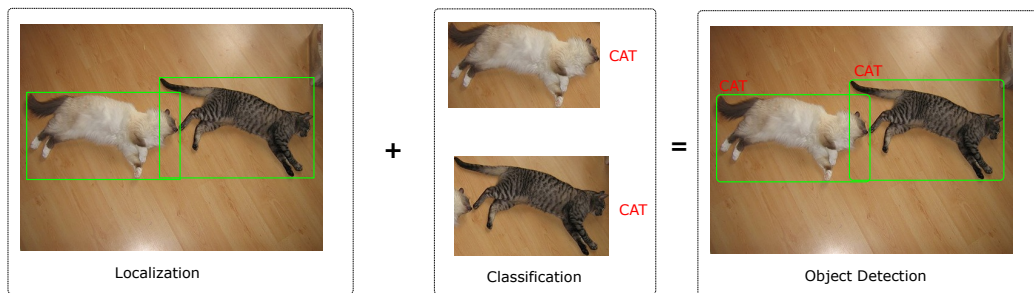 CAT
+
CAT
=
CAT
CAT
Localization
Classification
Object Detection